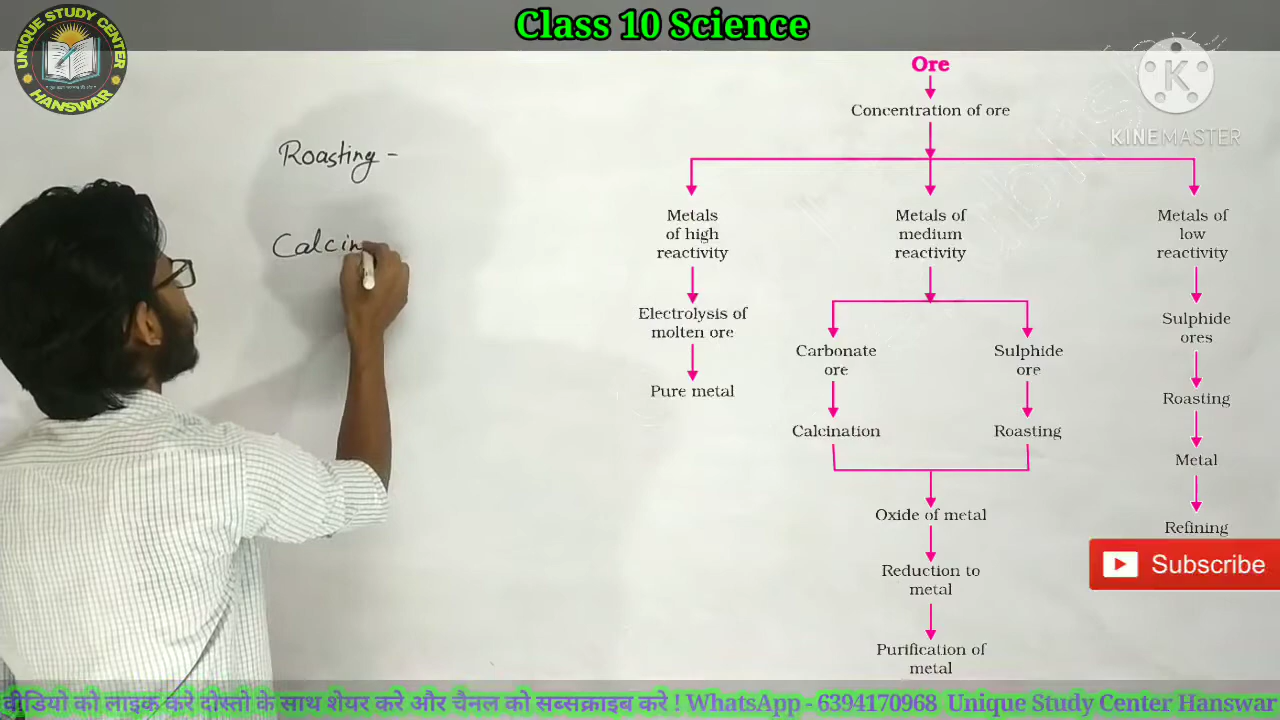 Class 10 Science
UNIQUE STUDY CENTER
HANSWAR
K
KINEMASTER
Roasting -
Calcin
Ore
Concentration of ore
Metals
of high
reactivity
Metals of
medium
reactivity
Metals of
low
reactivity
Electrolysis of
molten ore
Pure metal
Carbonate
ore
Sulphide
ore
Calcination
Roasting
Sulphide
ores
Roasting
Metal
Refining
Oxide of metal
Reduction to
metal
Purification of
metal
Subscribe
वीडियो को लाइक करे दोस्तो के साथ शेयर करे और चैनल को सब्सक्राइब करे ! WhatsApp - 6394170968 Unique Study Center Hanswar